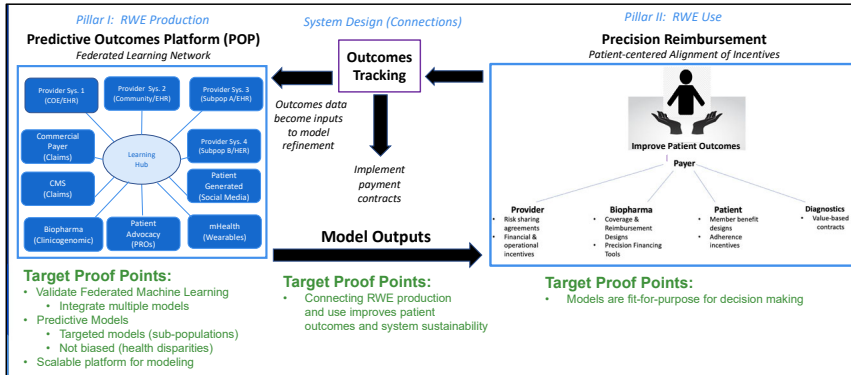 Pillar I:  RWE Production
Predictive Outcomes Platform (POP)
Federated Learning Network
Provider Sys. 1
(COE/EHR)
Provider Sys. 2
(Community/EHR)
Provider Sys. 3
(Subpop A/EHR)
Commercial
Payer
(Claims)
Learning
Hub
Provider Sys. 4
(Subpop B/HER)
CMS
(Claims)
Patient
Generated
(Social Media)
Biopharma
(Clinicogenomic)
Patient
Advocacy
(PROs)
mHealth
(Wearables)
Target Proof Points:
• Validate Federated Machine Learning
• Integrate multiple models
• Predictive Models
• Targeted models (sub-populations)
• Not biased (health disparities)
• Scalable platform for modeling
System Design (Connections)
Outcomes
Tracking
Outcomes data
become inputs
to model
refinement
Implement
payment
contracts
Model Outputs
Target Proof Points:
• Connecting RWE production
and use improves patient
outcomes and system sustainability
Pillar II:  RWE Use
Precision Reimbursement
Patient-centered Alignment of Incentives
Improve Patient Outcomes
Payer
Provider
• Risk sharing
agreements
• Financial &
operational
incentives
Biopharma
• Coverage &
Reimbursement
Designs
• Precision Financing
Tools
Patient
• Member benefit
designs
• Adherence
incentives
Diagnostics
• Value-based
contracts
Target Proof Points:
• Models are fit-for-purpose for decision making